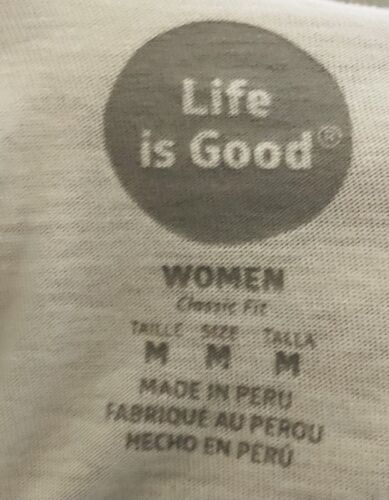 Life
is Good®
WOMEN
Classic Fit
TAILLE SIZE TALLA
M M M
MADE IN PERU
FABRIQUÉ AU PEROU
HECHO EN PERÚ